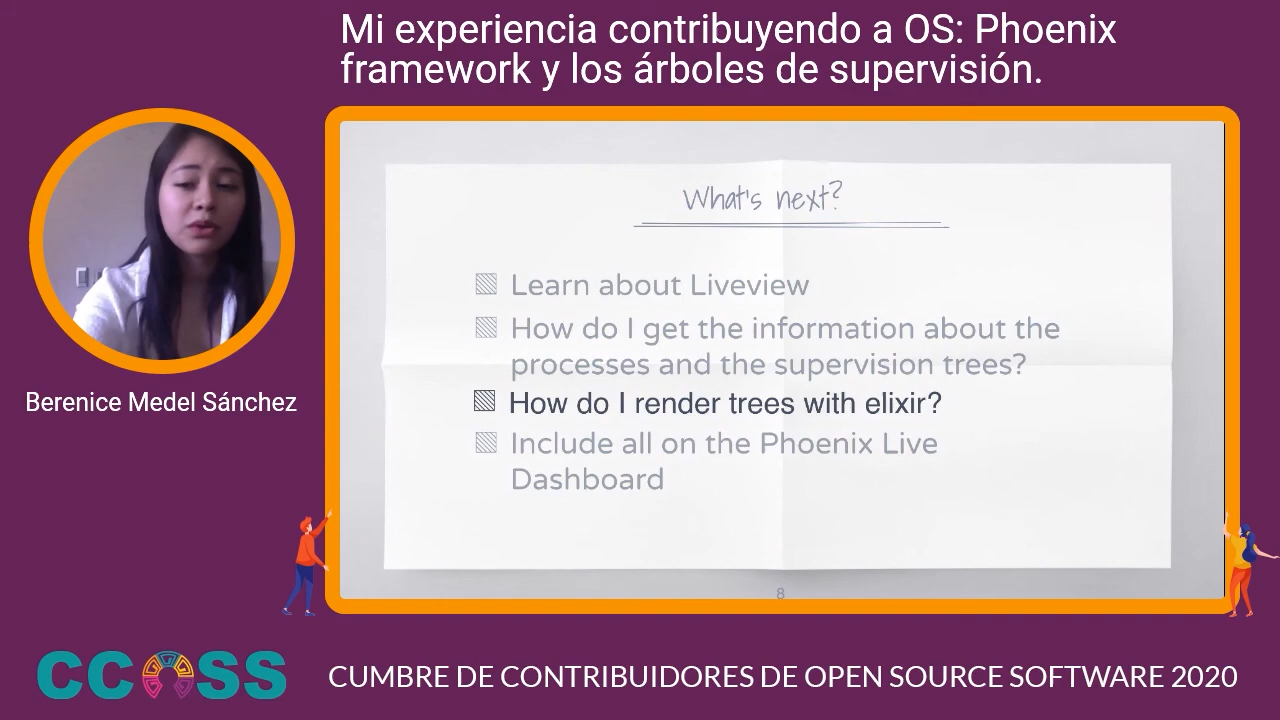 Mi experiencia contribuyendo a OS: Phoenix
framework y los árboles de supervisión.
What's next?
Learn about Liveview
How do I get the information about the
processes and the supervision trees?
How do I render trees with elixir?
Include all on the Phoenix Live
Dashboard
8
Berenice Medel Sánchez
CCOSS
CUMBRE DE CONTRIBUIDORES DE OPEN SOURCE SOFTWARE 2020